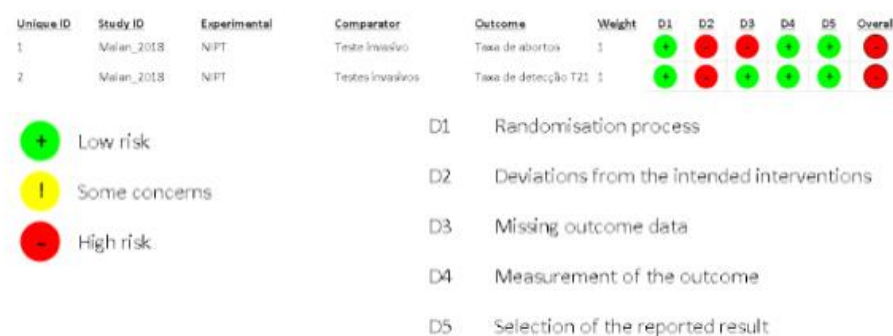 Unique ID Study ID Experimental Comparator Outcome Weight D1 D2 D3 D4 D5 Overall
1 Malan_2018 NIPT Teste invasivo Taxa de abortos 1 + - - + + -
2 Malan_2018 NIPT Testes invasivos Taxa de detecção T21 1 + - + + + -
+ Low risk
! Some concerns
- High risk
D1 Randomisation process
D2 Deviations from the intended interventions
D3 Missing outcome data
D4 Measurement of the outcome
D5 Selection of the reported result